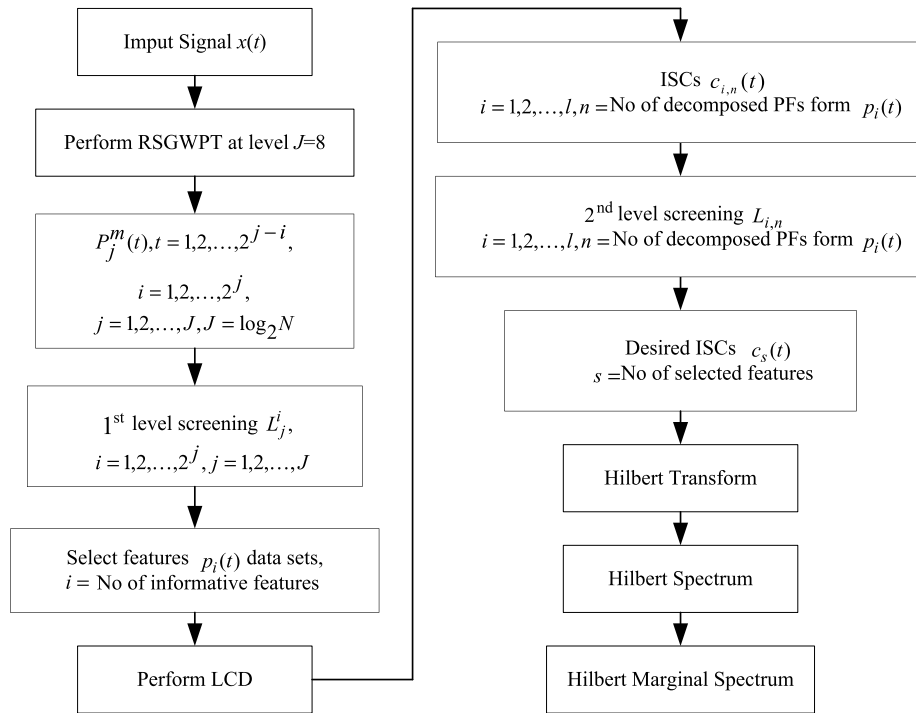 Imput Signal x(t)
Perform RSGWPT at level J=8
P_j^m(t), t = 1,2,…,2^{j−i},
i = 1,2,…,2^j,
j = 1,2,…,J, J = log_2 N
1^st level screening L_j^i,
i = 1,2,…,2^j, j = 1,2,…,J
Select features p_i(t) data sets,
i = No of informative features
Perform LCD
ISCs c_{i,n}(t)
i = 1,2,…,l, n = No of decomposed PFs form p_i(t)
2^nd level screening L_{i,n}
i = 1,2,…,l, n = No of decomposed PFs form p_i(t)
Desired ISCs c_s(t)
s = No of selected features
Hilbert Transform
Hilbert Spectrum
Hilbert Marginal Spectrum